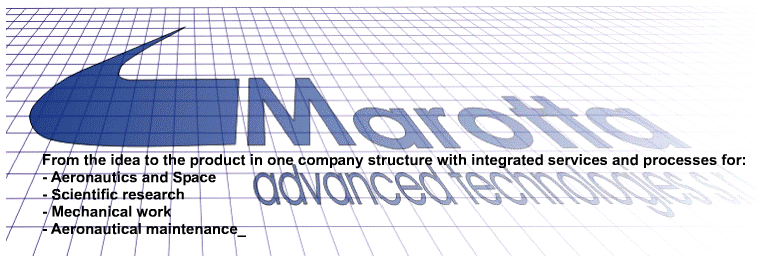 Marotta
From the idea to the product in one company structure with integrated services and processes for:
- Aeronautics and Space
advanced technologies
- Scientific research
- Mechanical work
- Aeronautical maintenance_